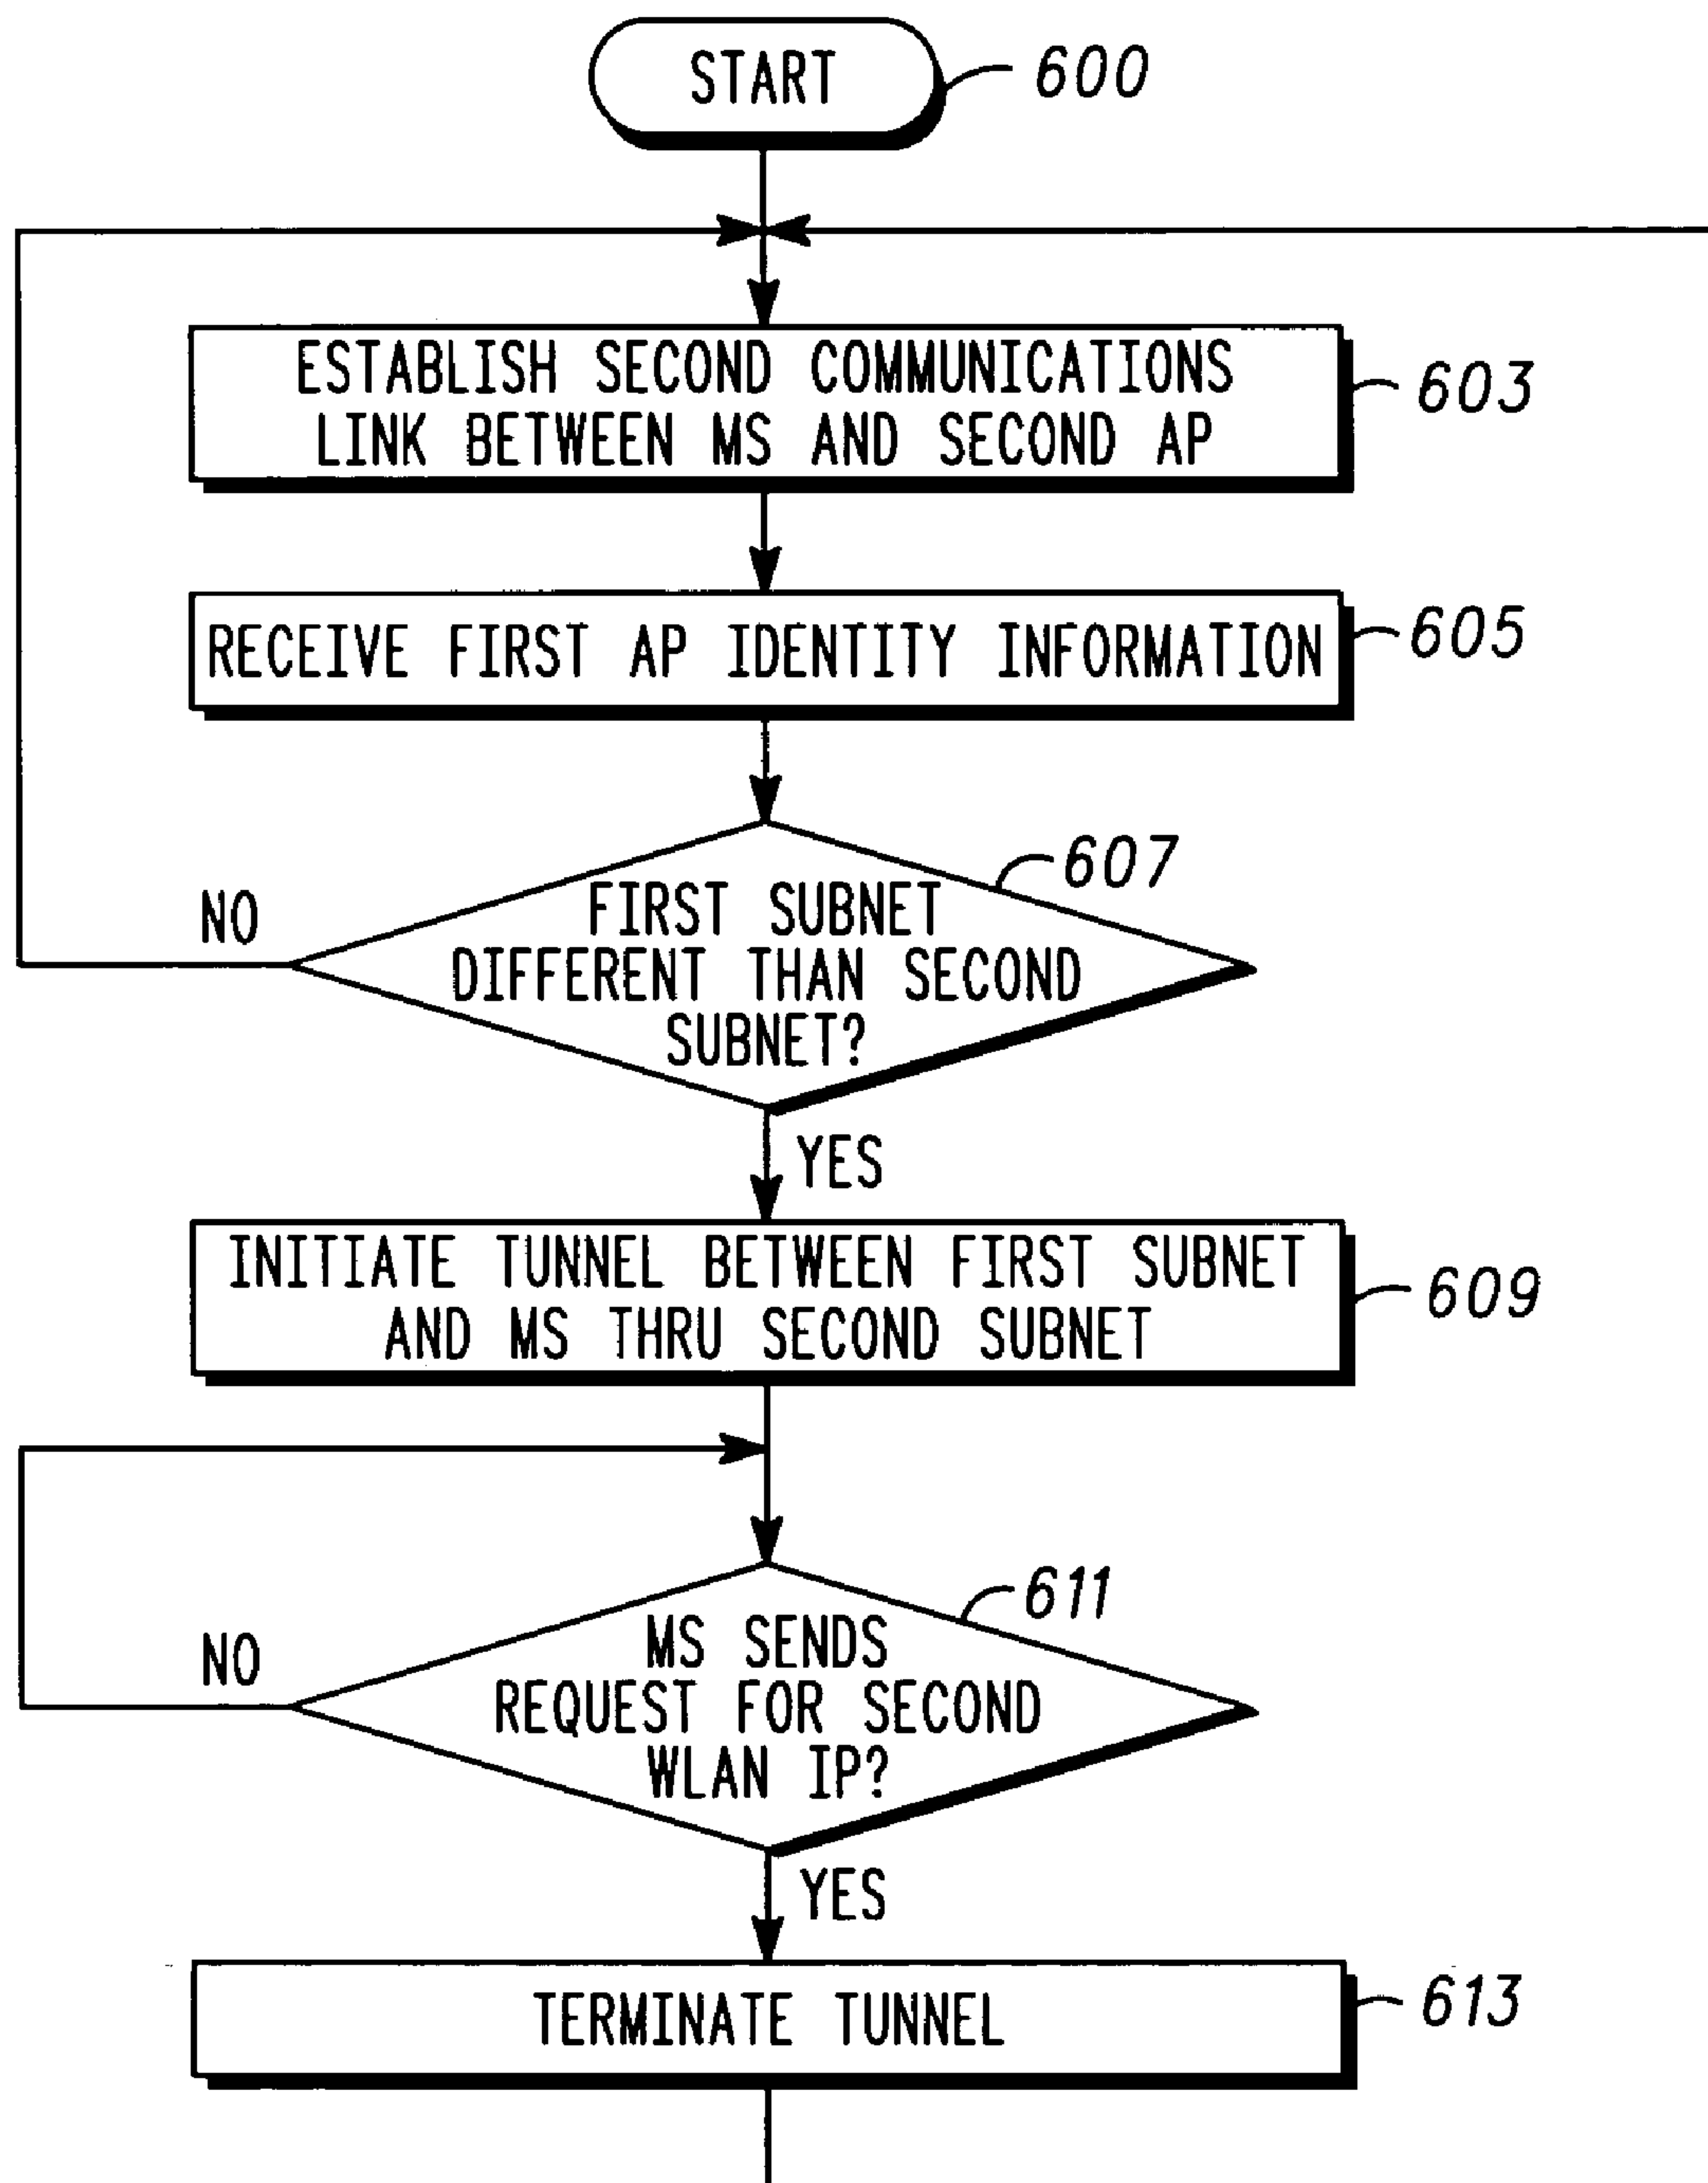 START
600
ESTABLISH SECOND COMMUNICATIONS
LINK BETWEEN MS AND SECOND AP
603
RECEIVE FIRST AP IDENTITY INFORMATION
605
607
FIRST SUBNET
DIFFERENT THAN SECOND
SUBNET?
NO
YES
INITIATE TUNNEL BETWEEN FIRST SUBNET
AND MS THRU SECOND SUBNET
609
611
MS SENDS
REQUEST FOR SECOND
WLAN IP?
NO
YES
TERMINATE TUNNEL
613